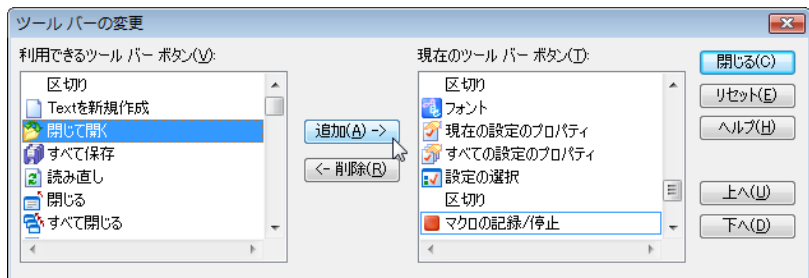 ツール バーの変更
利用できるツール バー ボタン(V):
区切り
Textを新規作成
閉じて開く
すべて保存
読み直し
閉じる
すべて閉じる
追加(A) ->
<- 削除(R)
現在のツール バー ボタン(T):
区切り
フォント
現在の設定のプロパティ
すべての設定のプロパティ
設定の選択
区切り
マクロの記録/停止
閉じる(C)
リセット(E)
ヘルプ(H)
上へ(U)
下へ(D)